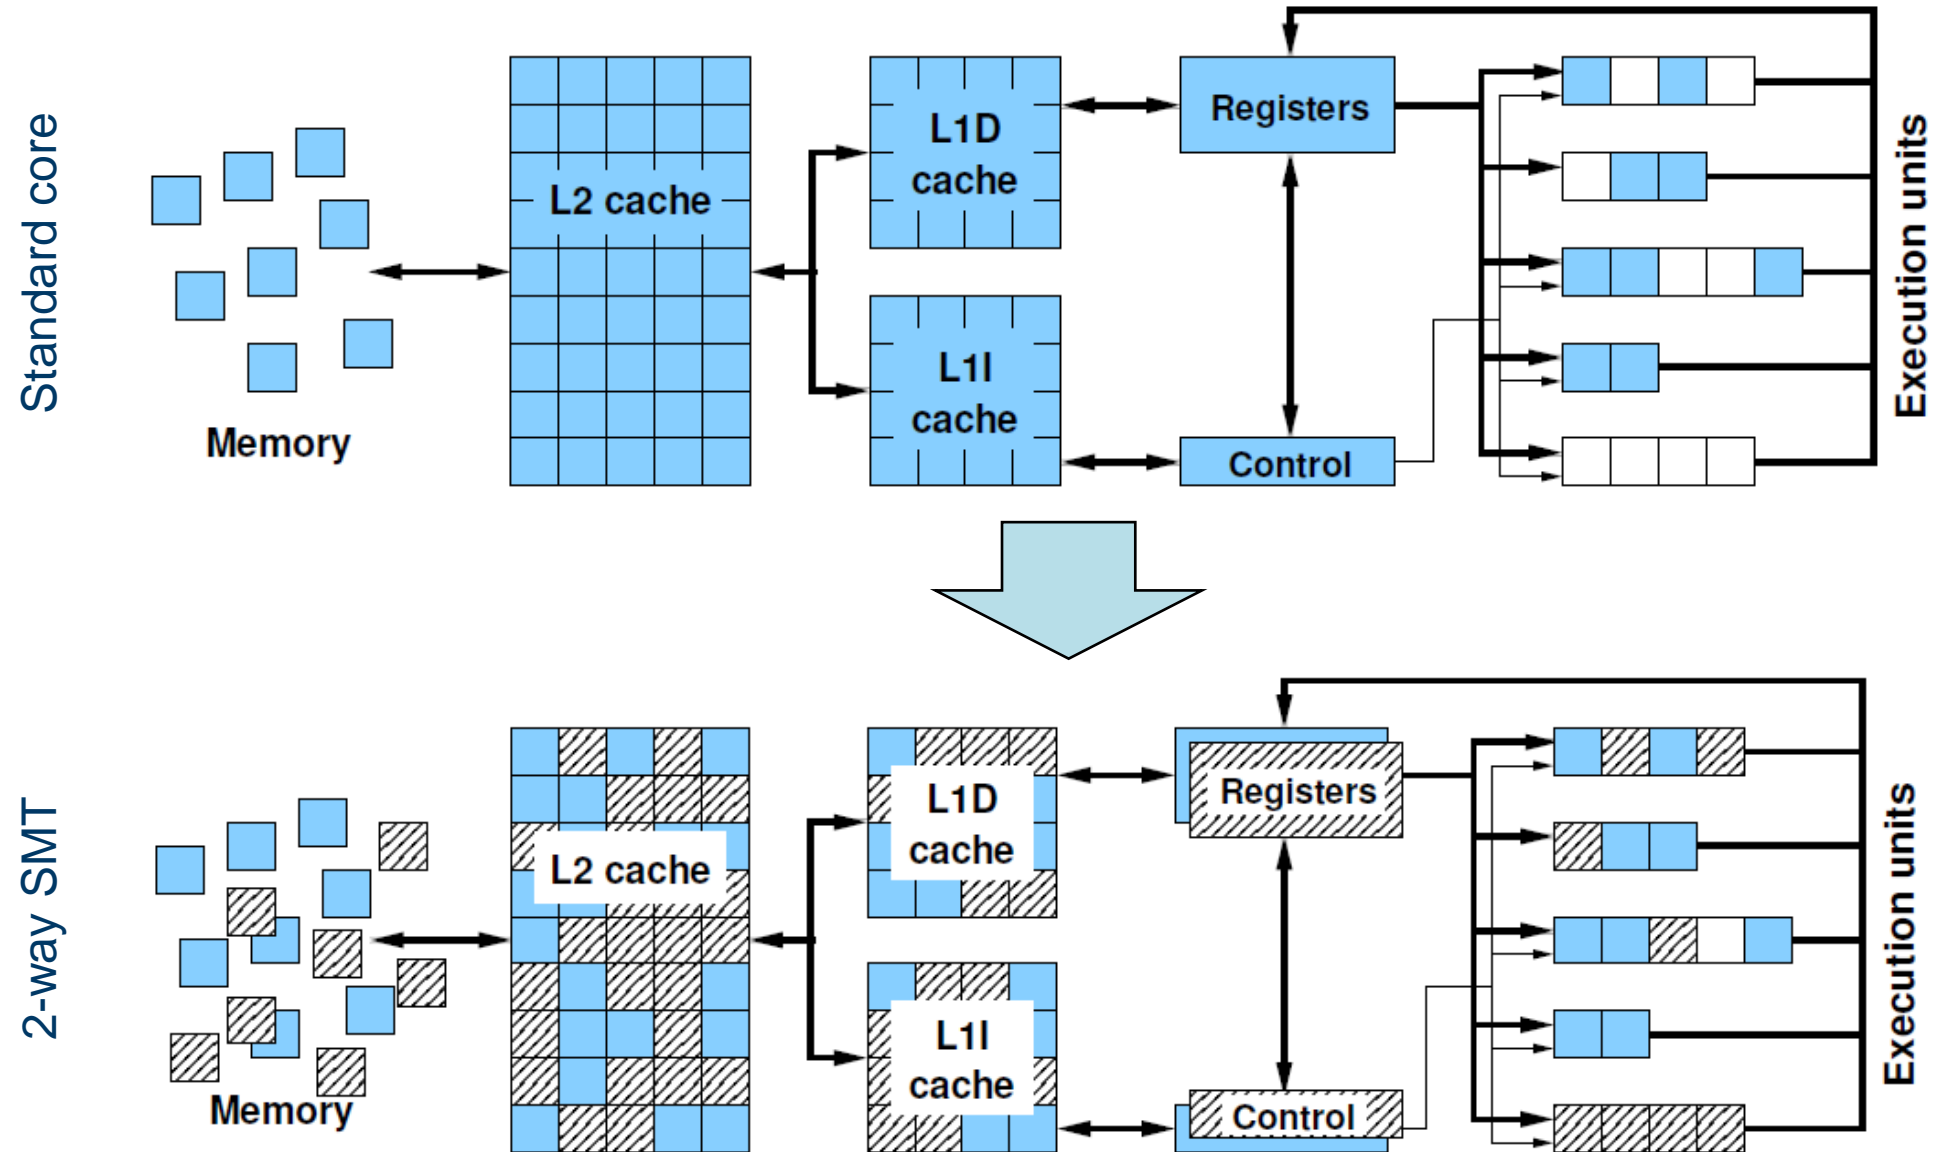 Standard core
Memory
L2 cache
L1D
cache
L1I
cache
Registers
Control
Execution units
2-way SMT
Memory
L2 cache
L1D
cache
L1I
cache
Registers
Control
Execution units